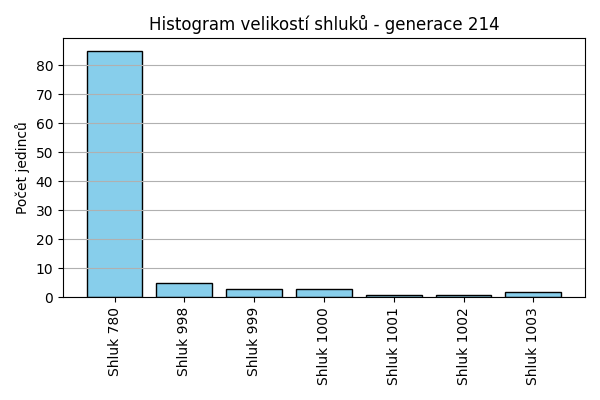 Histogram velikostí shluků - generace 214
Počet jedinců
80
70
60
50
40
30
20
10
0
Shluk 780
Shluk 998
Shluk 999
Shluk 1000
Shluk 1001
Shluk 1002
Shluk 1003